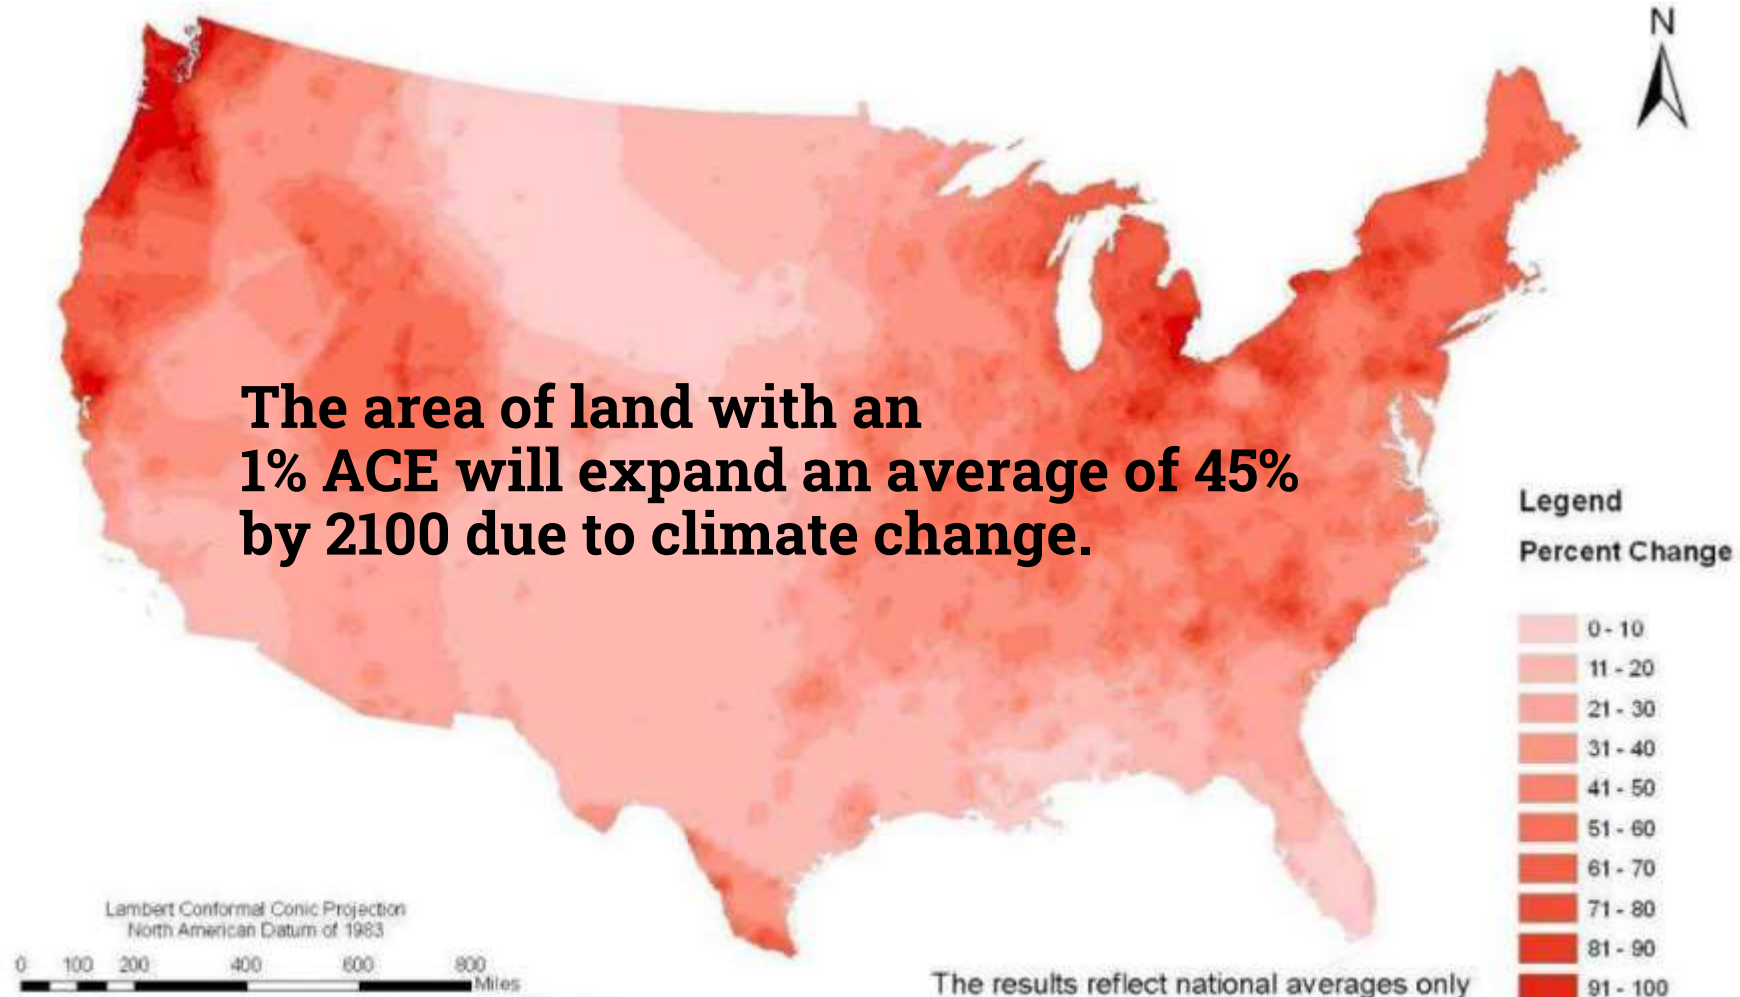 N
The area of land with an
1% ACE will expand an average of 45%
by 2100 due to climate change.
Legend
Percent Change
0 - 10
11 - 20
21 - 30
31 - 40
41 - 50
51 - 60
61 - 70
71 - 80
81 - 90
91 - 100
Lambert Conformal Conic Projection
North American Datum of 1983
0 100 200 400 600 800
Miles
The results reflect national averages only